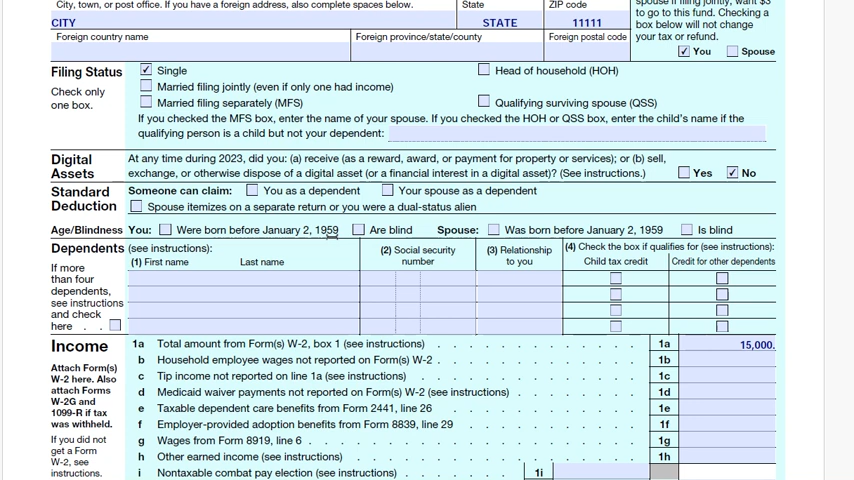 City, town, or post office. If you have a foreign address, also complete spaces below.
State
ZIP code
spouse if filing jointly, want $3
to go to this fund. Checking a
box below will not change
your tax or refund.
CITY
STATE
11111
Foreign country name
Foreign province/state/county
Foreign postal code
You
Spouse
Filing Status
Check only
one box.
Single
Head of household (HOH)
Married filing jointly (even if only one had income)
Married filing separately (MFS)
Qualifying surviving spouse (QSS)
If you checked the MFS box, enter the name of your spouse. If you checked the HOH or QSS box, enter the child's name if the
qualifying person is a child but not your dependent:
Digital
Assets
At any time during 2023, did you: (a) receive (as a reward, award, or payment for property or services); or (b) sell,
exchange, or otherwise dispose of a digital asset (or a financial interest in a digital asset)? (See instructions.)
Yes
No
Standard
Deduction
Someone can claim:
You as a dependent
Your spouse as a dependent
Spouse itemizes on a separate return or you were a dual-status alien
Age/Blindness
You:
Were born before January 2, 1959
Are blind
Spouse:
Was born before January 2, 1959
Is blind
Dependents (see instructions):
If more
than four
dependents,
see instructions
and check
here . .
(1) First name
Last name
(2) Social security
number
(3) Relationship
to you
(4) Check the box if qualifies for (see instructions):
Child tax credit
Credit for other dependents
Income
Attach Form(s)
W-2 here. Also
attach Forms
W-2G and
1099-R if tax
was withheld.
If you did not
get a Form
W-2, see
instructions.
1a Total amount from Form(s) W-2, box 1 (see instructions) 1a 15,000.
b Household employee wages not reported on Form(s) W-2 1b
c Tip income not reported on line 1a (see instructions) 1c
d Medicaid waiver payments not reported on Form(s) W-2 (see instructions) 1d
e Taxable dependent care benefits from Form 2441, line 26 1e
f Employer-provided adoption benefits from Form 8839, line 29 1f
g Wages from Form 8919, line 6 1g
h Other earned income (see instructions) 1h
i Nontaxable combat pay election (see instructions) 1i